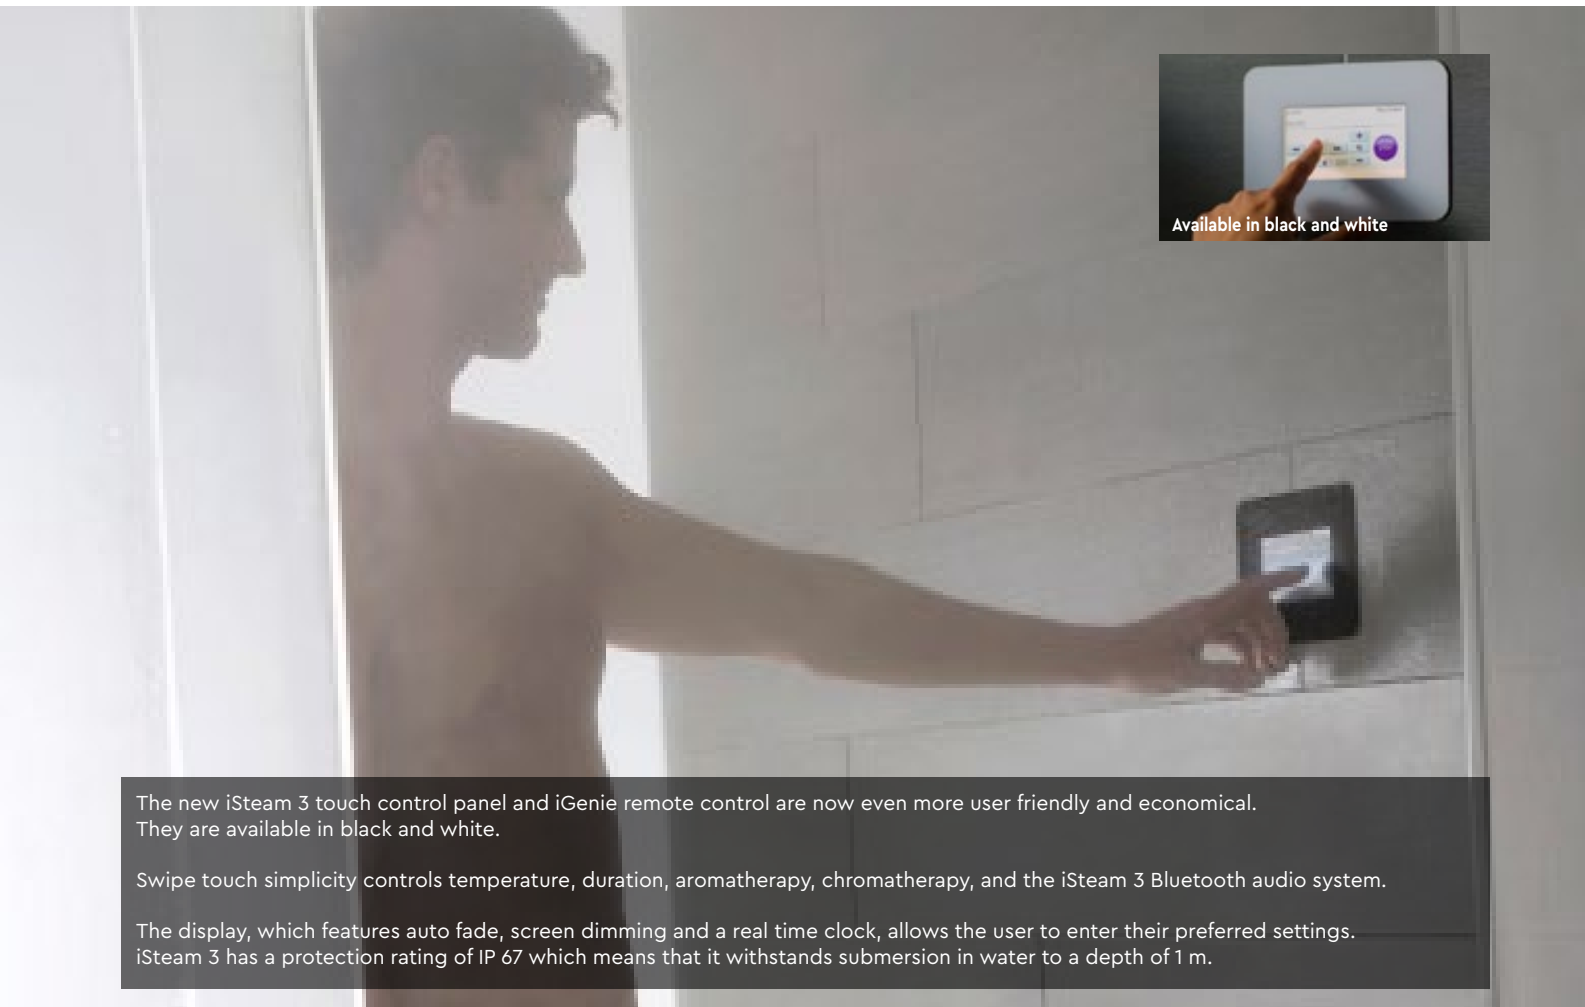 Available in black and white
The new iSteam 3 touch control panel and iGenie remote control are now even more user friendly and economical.
They are available in black and white.
Swipe touch simplicity controls temperature, duration, aromatherapy, chromatherapy, and the iSteam 3 Bluetooth audio system.
The display, which features auto fade, screen dimming and a real time clock, allows the user to enter their preferred settings.
iSteam 3 has a protection rating of IP 67 which means that it withstands submersion in water to a depth of 1 m.